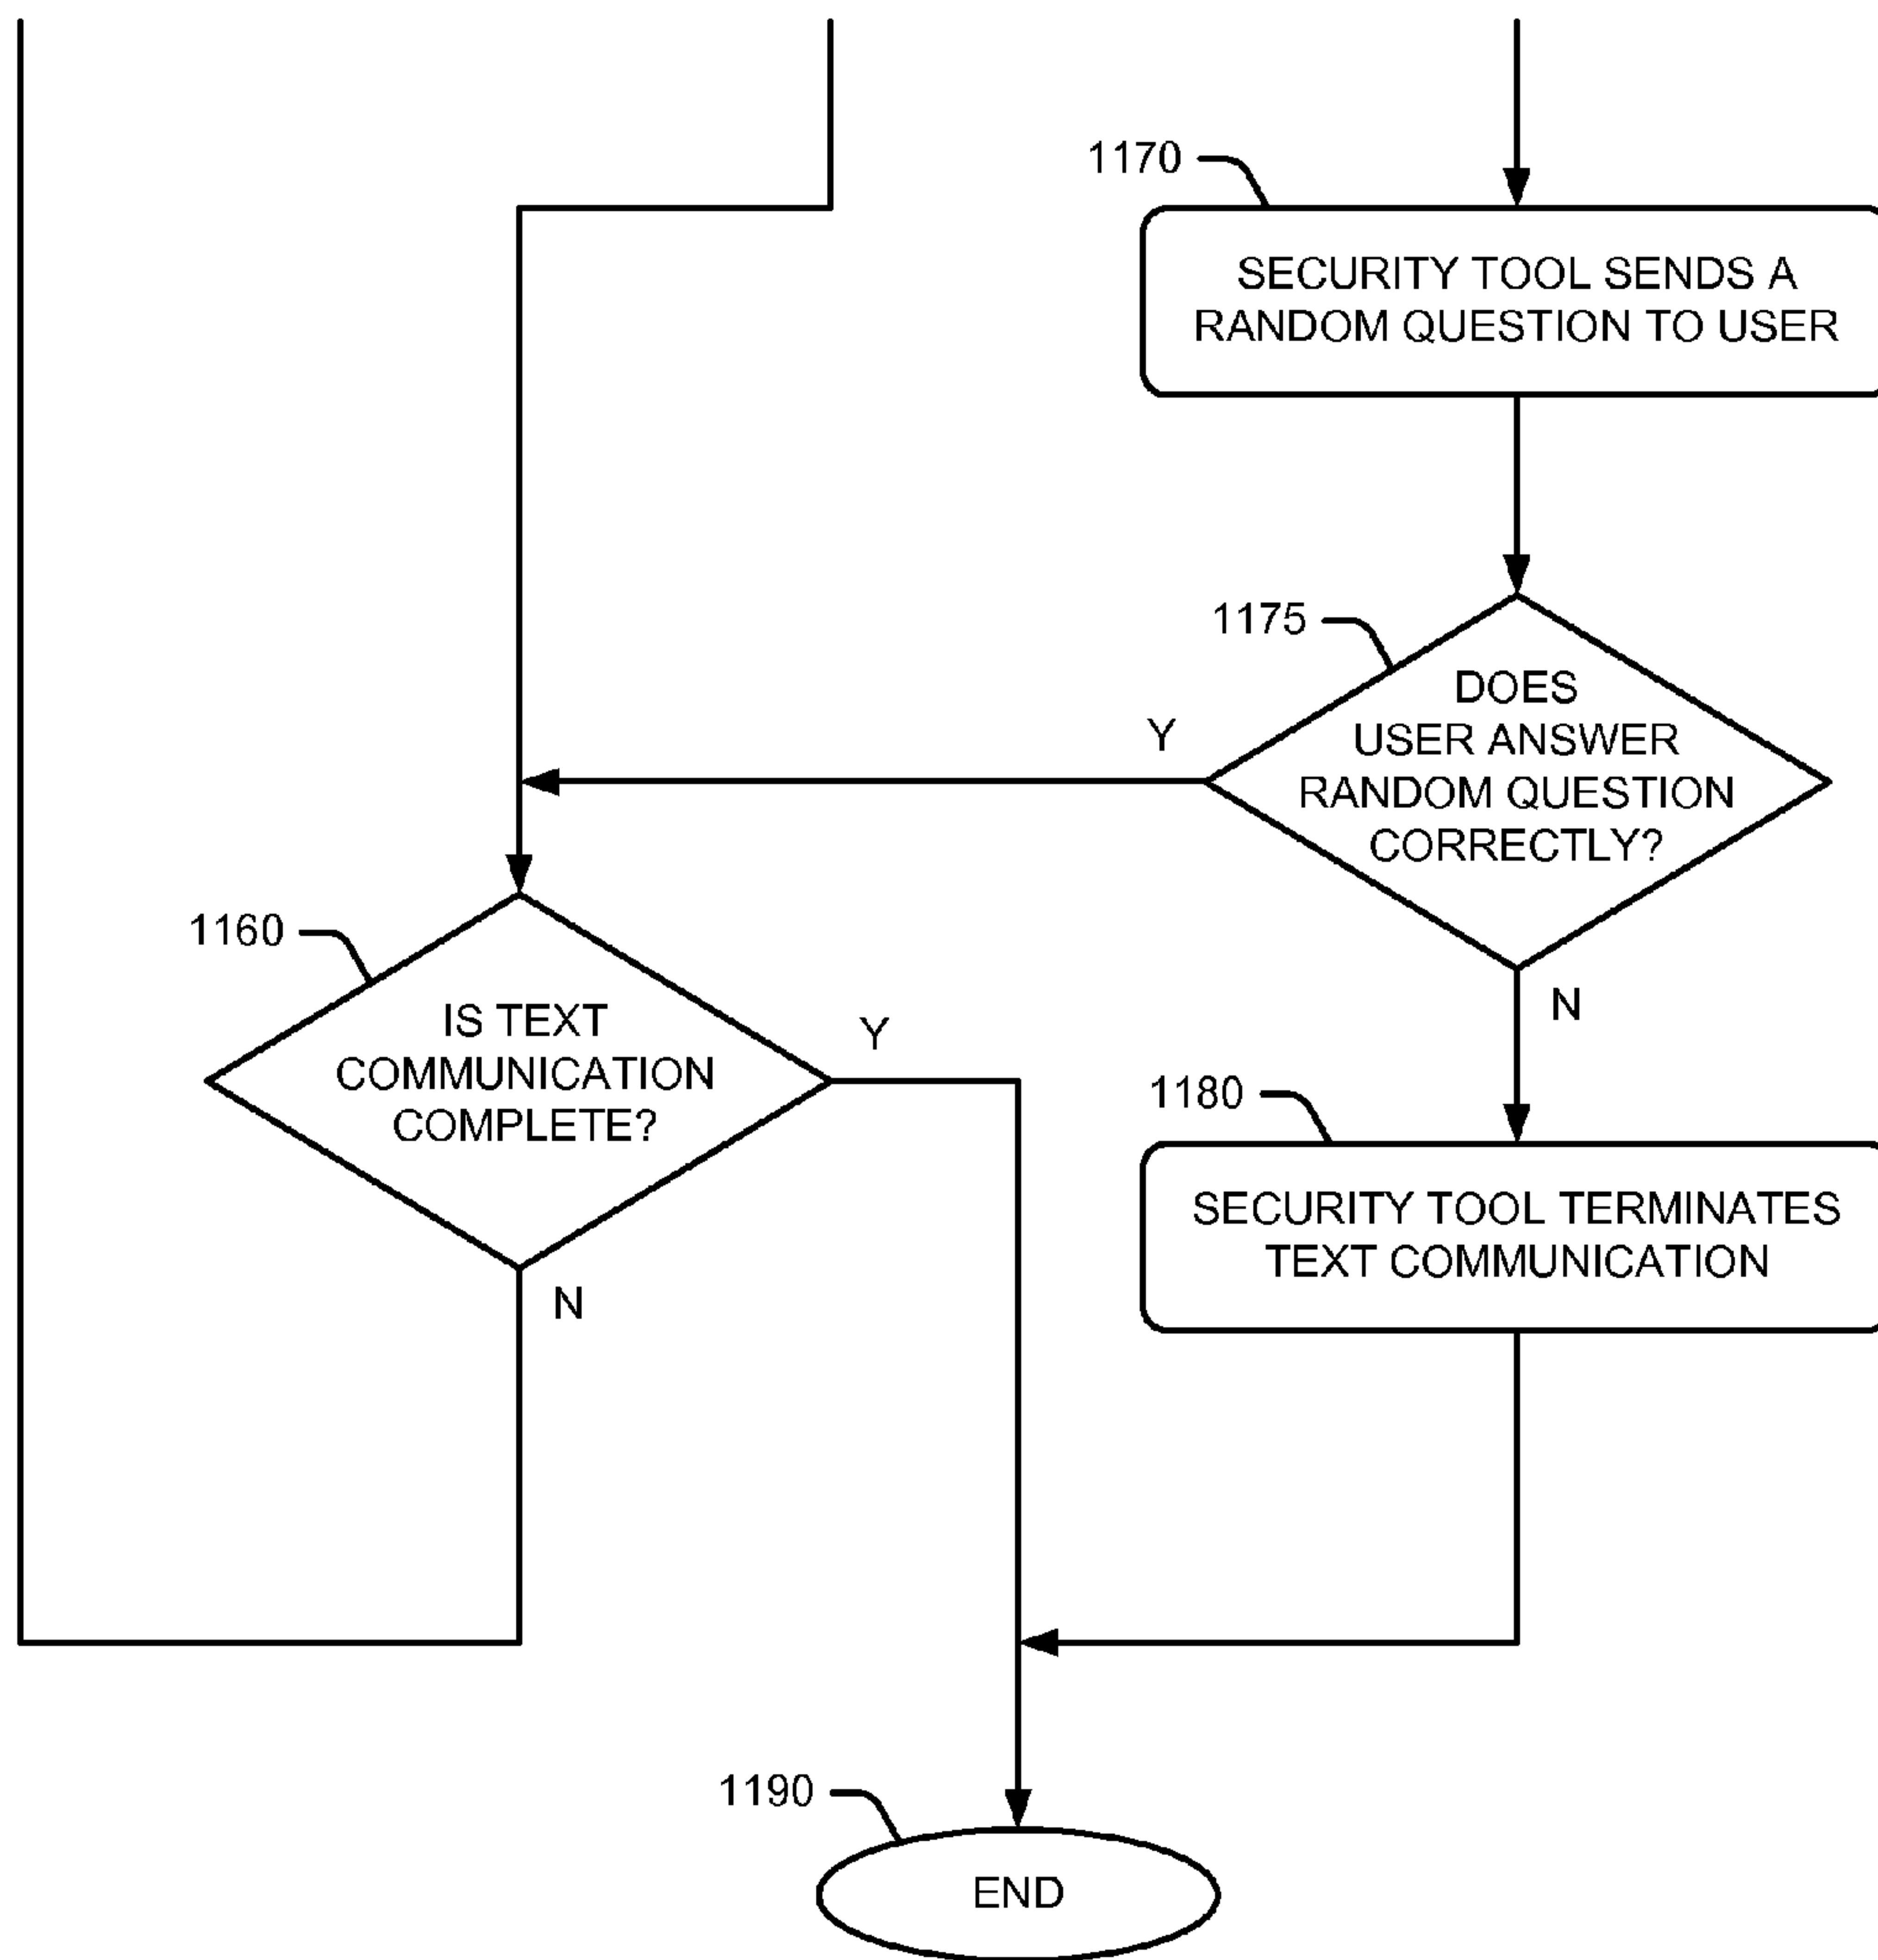 1170
SECURITY TOOL SENDS A
RANDOM QUESTION TO USER
1175
DOES
USER ANSWER
RANDOM QUESTION
CORRECTLY?
Y
N
1160
IS TEXT
COMMUNICATION
COMPLETE?
Y
N
1180
SECURITY TOOL TERMINATES
TEXT COMMUNICATION
1190
END